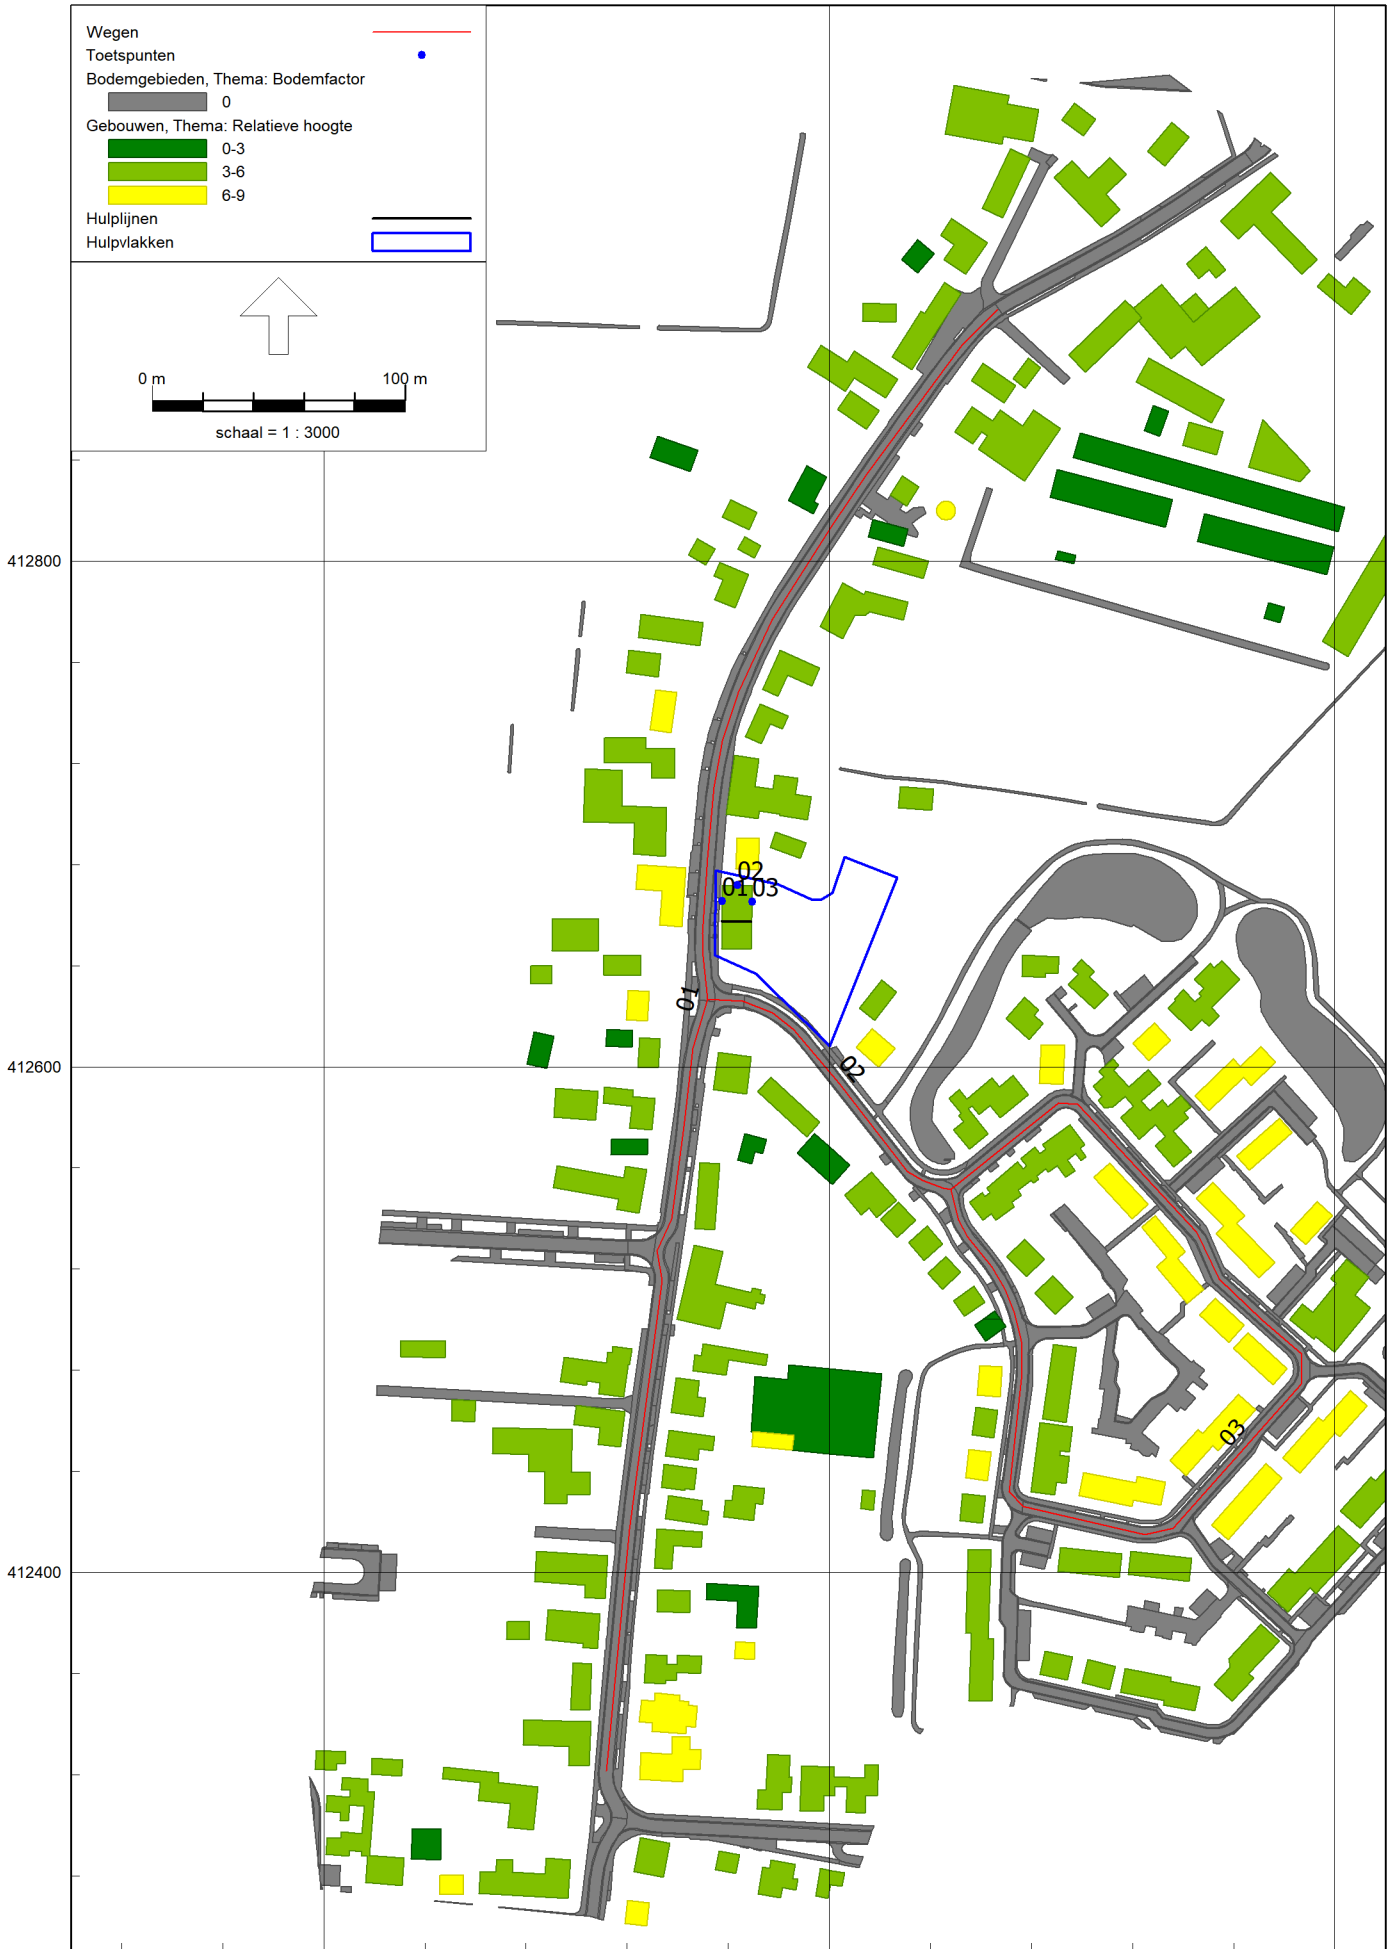 Wegen
Toetspunten
Bodemgebieden, Thema: Bodemfactor
0
Gebouwen, Thema: Relatieve hoogte
0-3
3-6
6-9
Hulplijnen
Hulpvlakken
0 m 100 m
schaal = 1 : 3000
412800
02
01 03
01
412600
02
03
412400